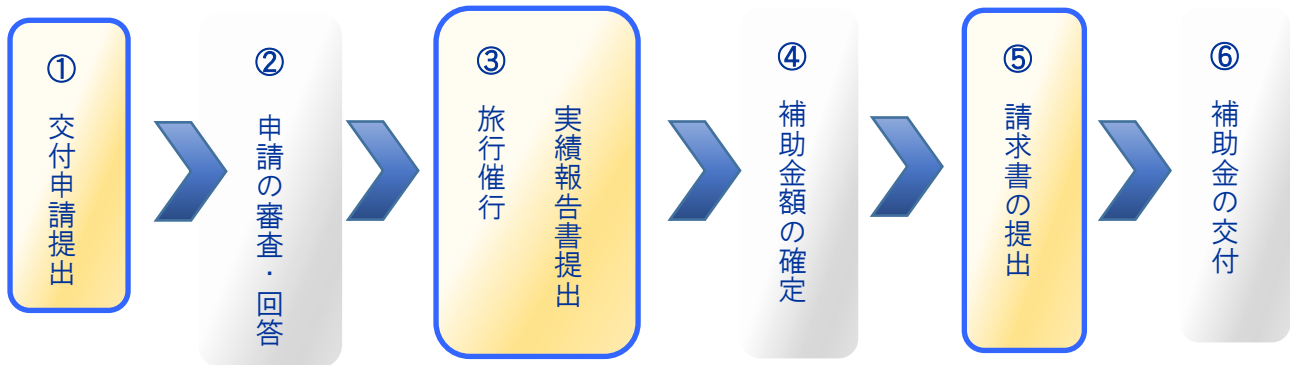 ①
交付申請提出
②
申請の審査・回答
③
旅行催行
実績報告書提出
④
補助金額の確定
⑤
請求書の提出
⑥
補助金の交付